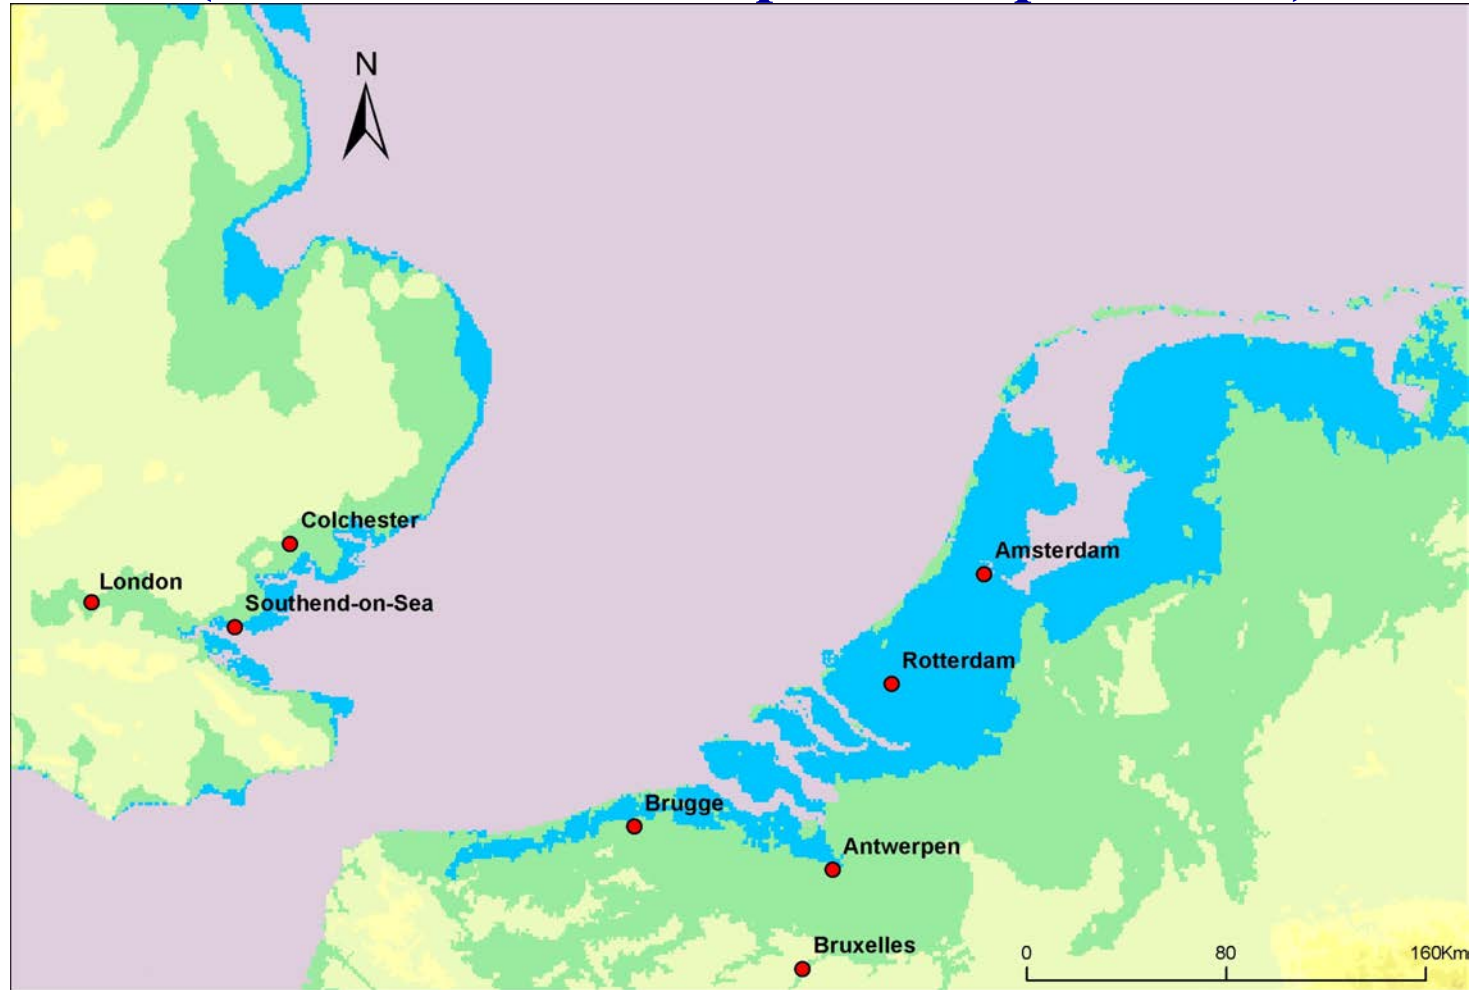 N
Colchester
London
Southend-on-Sea
Amsterdam
Rotterdam
Brugge
Antwerpen
Bruxelles
0 80 160Km